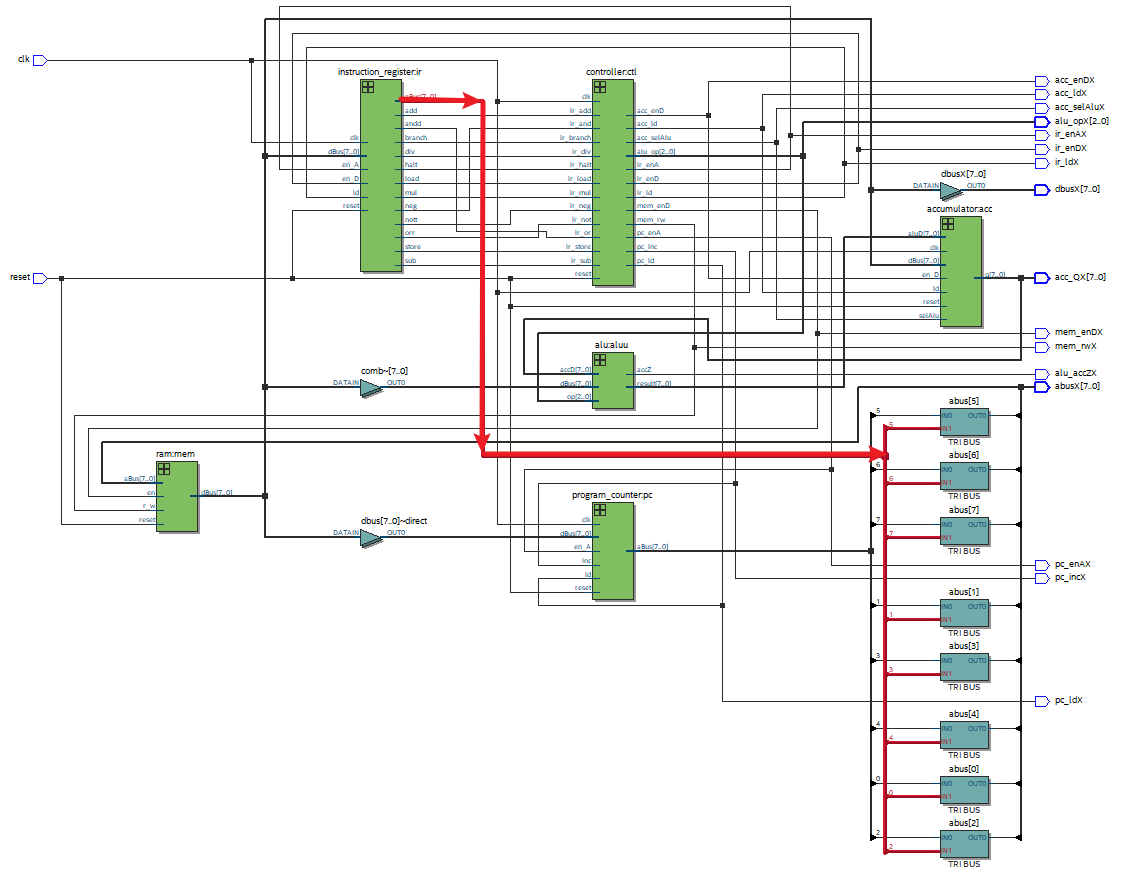 clk
reset
instruction_register:ir
clk
dBus[7..0]
en_A
en_D
ld
reset
aBus[7..0]
add
andd
branch
div
halt
load
mul
neg
nott
orr
store
sub
controller:ctl
clk
ir_add
ir_and
ir_branch
ir_div
ir_halt
ir_load
ir_mul
ir_neg
ir_not
ir_or
ir_store
ir_sub
reset
acc_enD
acc_ld
acc_selAlu
alu_op[2..0]
ir_enA
ir_enD
ir_ld
mem_enD
mem_rw
pc_enA
pc_inc
pc_ld
acc_enDX
acc_ldX
acc_selAluX
alu_opX[2..0]
ir_enAX
ir_enDX
ir_ldX
dbusX[7..0]
DATAIN OUT0
dbusX[7..0]
accumulator:acc
aluD[7..0]
clk
dBus[7..0]
en_D
ld
reset
selAlu
q[7..0]
acc_QX[7..0]
mem_enDX
mem_rwX
alu_accZX
abusX[7..0]
alu:aluu
accD[7..0]
dBus[7..0]
op[2..0]
accZ
result[7..0]
comb~[7..0]
DATAIN OUT0
ram:mem
aBus[7..0]
en
r_w
reset
dBus[7..0]
dbus[7..0]~direct
DATAIN OUT0
program_counter:pc
clk
dBus[7..0]
en_A
inc
ld
reset
aBus[7..0]
abus[5]
5 IN0 OUT0
5 IN1
TRI BUS
abus[6]
6 IN0 OUT0
6 IN1
TRI BUS
abus[7]
7 IN0 OUT0
7 IN1
TRI BUS
pc_enAX
pc_incX
abus[1]
1 IN0 OUT0
1 IN1
TRI BUS
abus[3]
3 IN0 OUT0
3 IN1
TRI BUS
pc_ldX
abus[4]
4 IN0 OUT0
4 IN1
TRI BUS
abus[0]
0 IN0 OUT0
0 IN1
TRI BUS
abus[2]
2 IN0 OUT0
2 IN1
TRI BUS